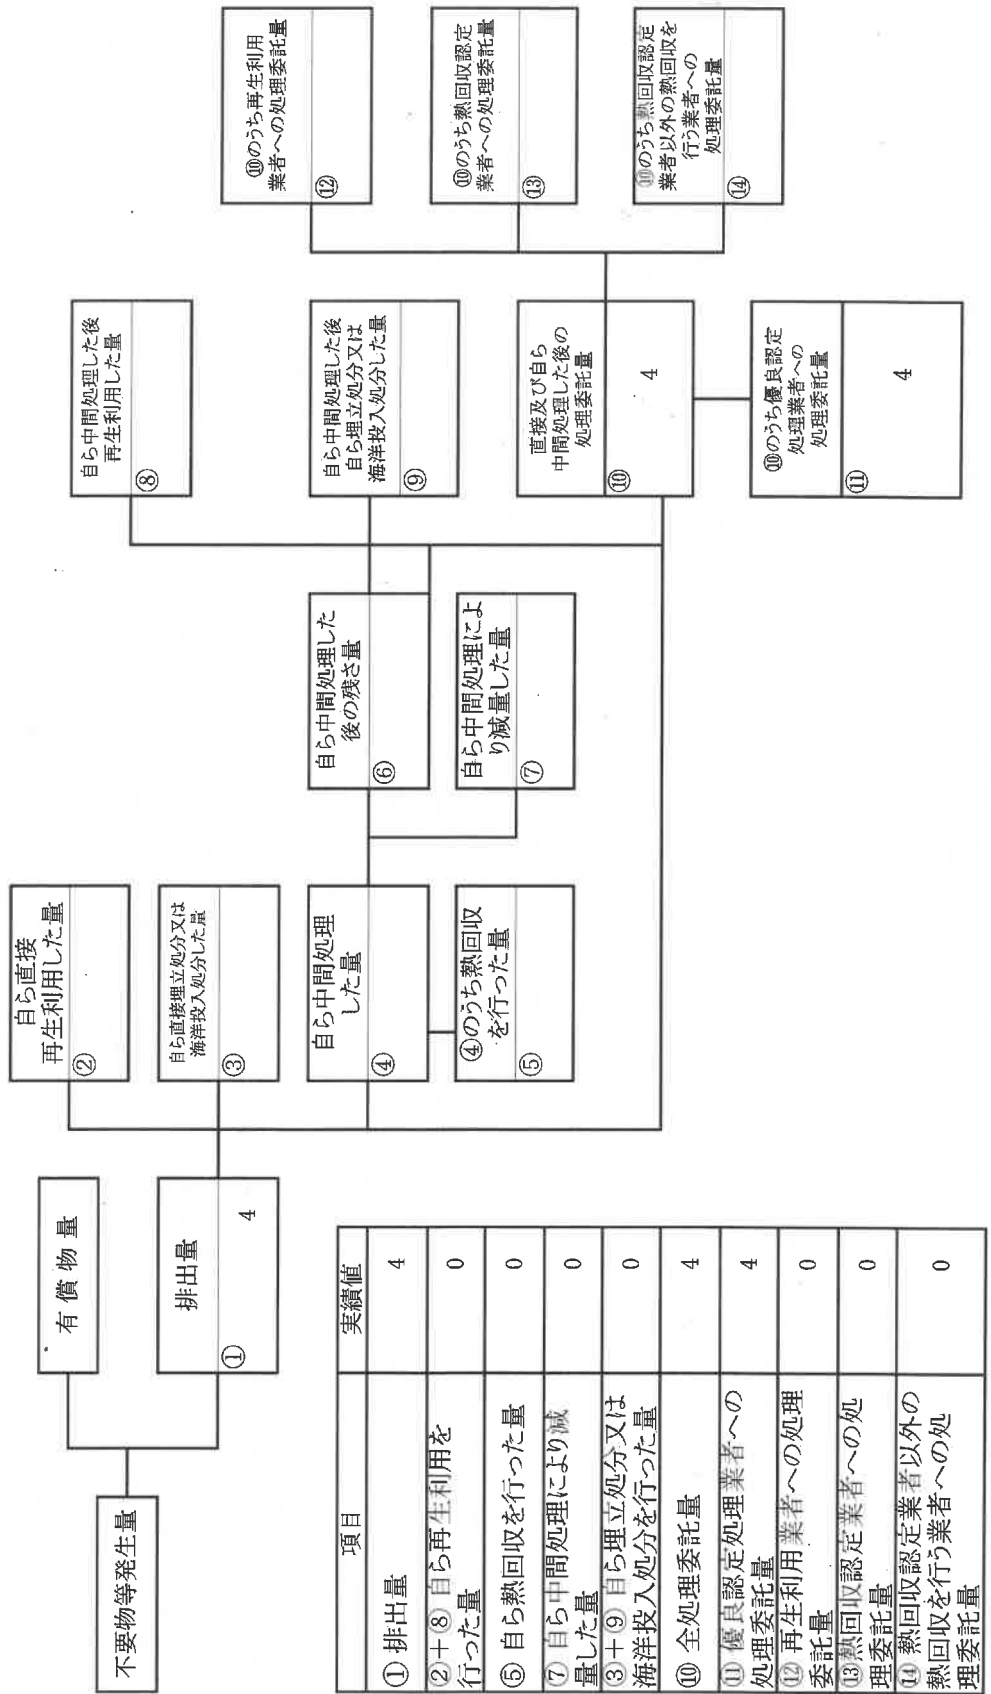 不要物等発生量
有償物量
排出量
①
4
自ら直接
再生利用した量
②
自ら直接埋立処分又は
海洋投入処分した量
③
自ら中間処理
した量
④
④のうち熱回収
を行った量
⑤
自ら中間処理した
後の残さ量
⑥
自ら中間処理によ
り減量した量
⑦
自ら中間処理した後
再生利用した量
⑧
自ら中間処理した後
自ら埋立処分又は
海洋投入処分した量
⑨
直接及び自ら
中間処理した後の
処理委託量
⑩
4
⑩のうち優良認定
処理業者への
処理委託量
⑪
4
⑩のうち再生利用
業者への処理委託量
⑫
⑩のうち熱回収認定
業者への処理委託量
⑬
⑩のうち熱回収認定
業者以外の熱回収を
行う業者への
処理委託量
⑭
項目 実績値
① 排出量 4
②+⑧ 自ら再生利用を
行った量 0
⑤ 自ら熱回収を行った量 0
⑦ 自ら中間処理により減
量した量 0
③+⑨ 自ら埋立処分又は
海洋投入処分を行った量 0
⑩ 全処理委託量 4
⑪ 優良認定処理業者への
処理委託量 4
⑫ 再生利用業者への処理
委託量 0
⑬熱回収認定業者への処
理委託量 0
⑭ 熱回収認定業者以外の
熱回収を行う業者への処
理委託量 0